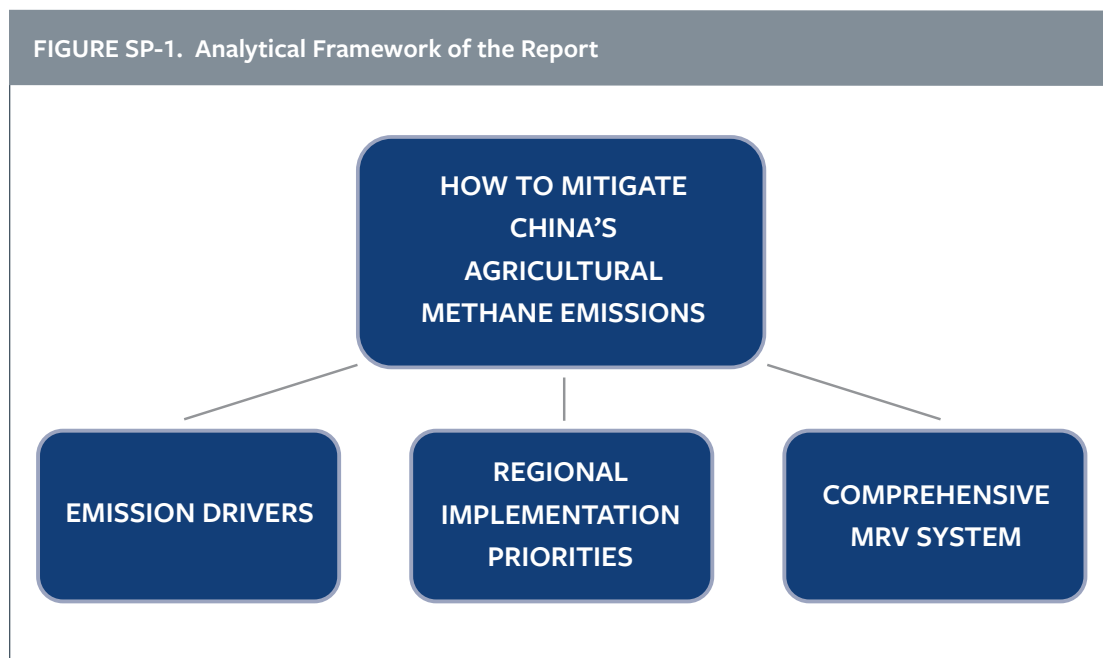 FIGURE SP-1. Analytical Framework of the Report
HOW TO MITIGATE
CHINA’S
AGRICULTURAL
METHANE EMISSIONS
EMISSION DRIVERS
REGIONAL
IMPLEMENTATION
PRIORITIES
COMPREHENSIVE
MRV SYSTEM